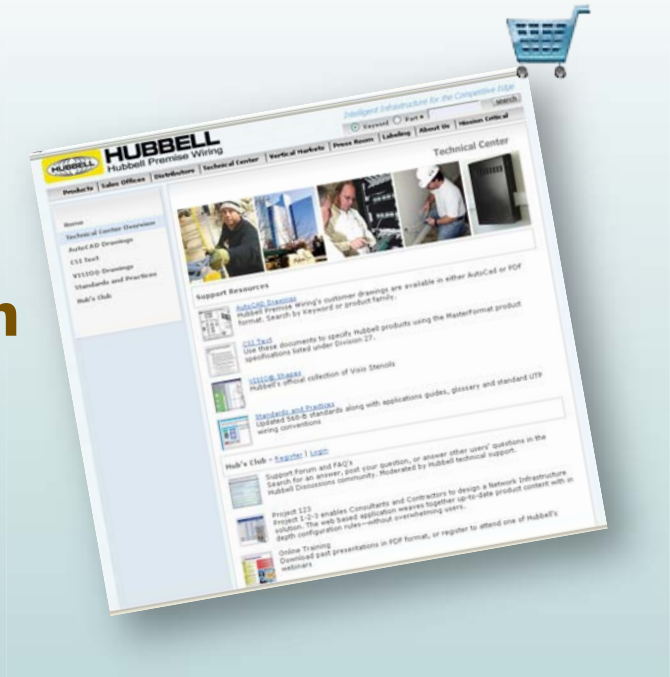 n
Intelligent Infrastructure for the Competitive Edge
Keyword Part # search
HUBBELL
HUBBELL
Hubbell Premise Wiring
Products | Sales Offices | Distributors | Technical Center | Vertical Markets | Press Room | Labeling | About Us | Mission Critical
Technical Center
Home
Technical Center Overview
AutoCAD Drawings
CSI Text
VISIO® Drawings
Standards and Practices
Hub's Club
Support Resources
AutoCAD Drawings
Hubbell Premise Wiring's customer drawings are available in either AutoCad or PDF
format. Search by Keyword or product family.
CSI Text
Use these documents to specify Hubbell products using the MasterFormat product
specifications listed under Division 27.
VISIO® Shapes
Hubbell's official collection of Visio Stencils
Standards and Practices
Updated 568-B standards along with applications guides, glossary and standard UTP
wiring conventions
Hub's Club - Register | Login
Support Forum and FAQ's
Search for an answer, post your question, or answer other users' questions in the
Hubbell Discussions community. Moderated by Hubbell technical support.
Project 123
Project 1-2-3 enables Consultants and Contractors to design a Network Infrastructure
solution. The web based application weaves together up-to-date product content with in
depth configuration rules—without overwhelming users.
Online Training
Download past presentations in PDF format, or register to attend one of Hubbell's
webinars